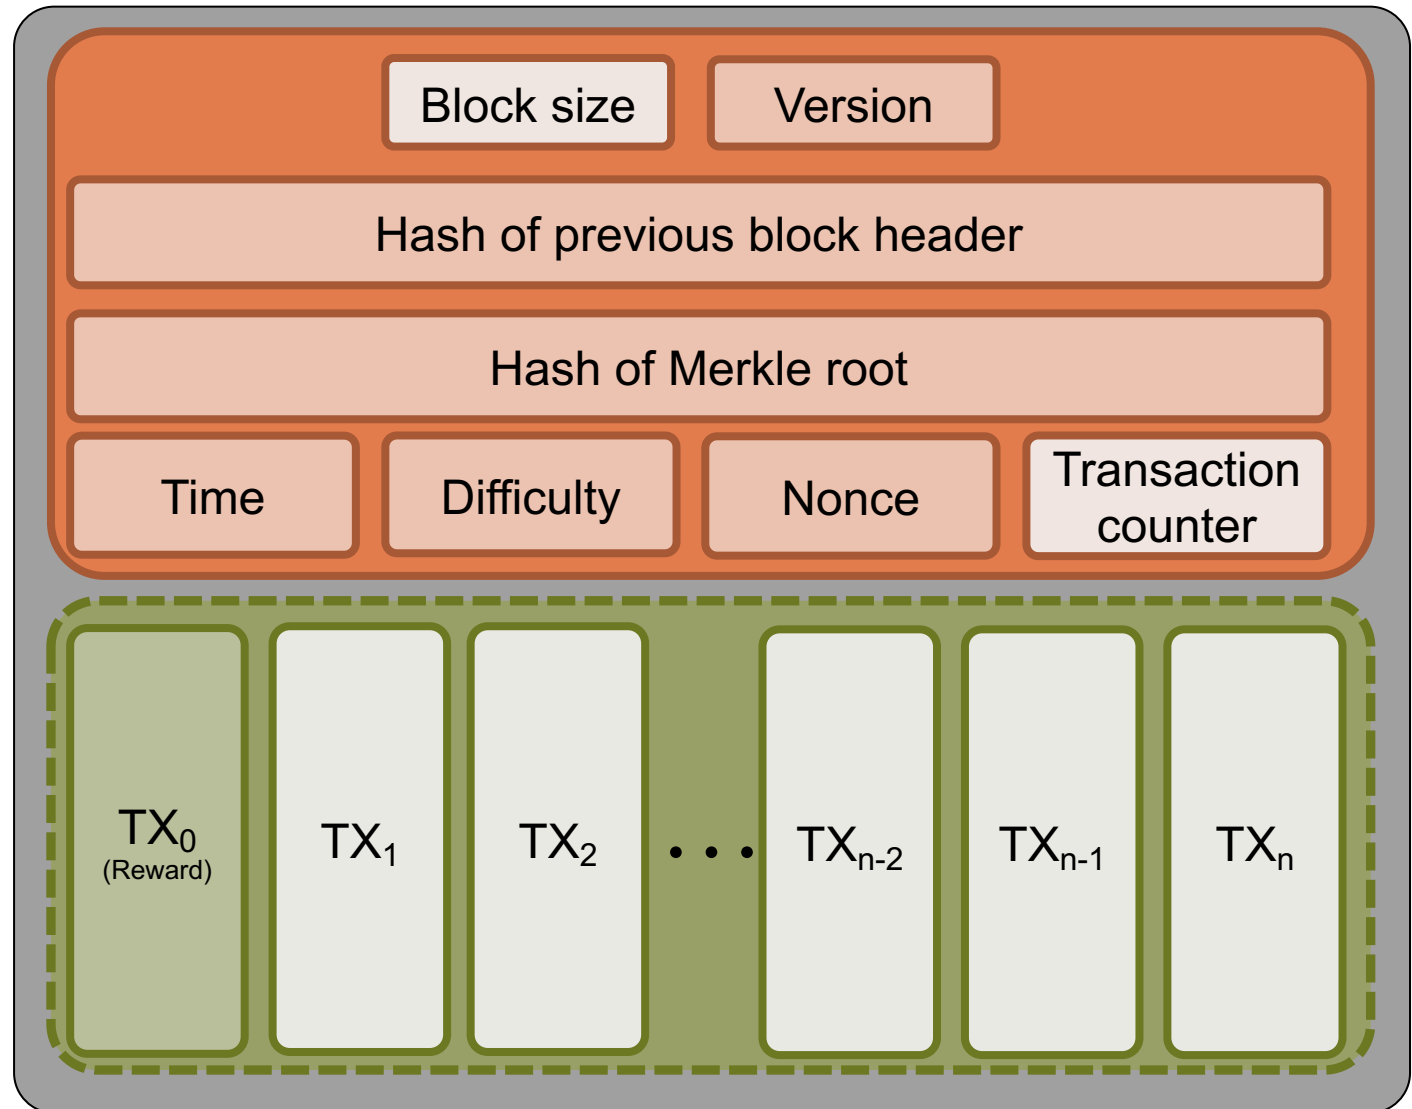 Block size
Version
Hash of previous block header
Hash of Merkle root
Time
Difficulty
Nonce
Transaction
counter
TX₀
(Reward)
TX₁
TX₂
...
TXₙ₋₂
TXₙ₋₁
TXₙ